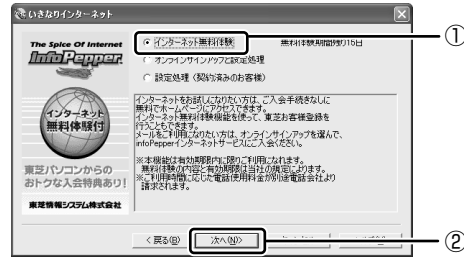 いきなりインターネット
The Spice Of Internet
InfoPepper
インターネット無料体験
無料体験期間残り16日
①
オンラインサインアップと設定処理
設定処理（契約済みのお客様）
インターネット
無料体験付
インターネットをお試しになりたい方は、ご入会手続きなしに
無料でホームページにアクセスできます。
インターネット無料体験機能を使って、東芝お客様登録を
行うこともできます。
メールをご利用になりたい方は、オンラインサインアップを選んで、
infoPepperインターネットサービスにご入会ください。
※本機能は有効期限内に限りご利用になれます。
無料体験の内容と有効期限は当社の規定によります。
※ご利用時間に応じた電話使用料金が別途電話会社より
請求されます。
東芝パソコンからの
おトクな入会特典あり!
東芝情報システム株式会社
< 戻る(B)
次へ(N)>
②